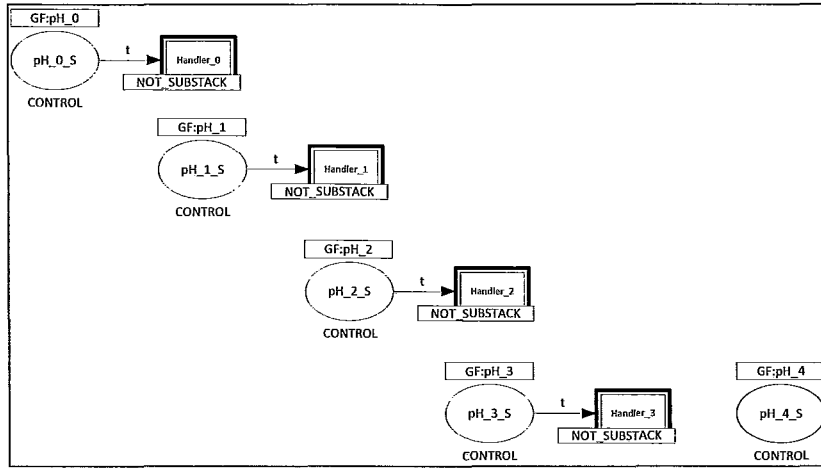 GF:pH_0
pH_0_S
t
Handler_0
NOT_SUBSTACK
CONTROL
GF:pH_1
pH_1_S
t
Handler_1
NOT_SUBSTACK
CONTROL
GF:pH_2
pH_2_S
t
Handler_2
NOT_SUBSTACK
CONTROL
GF:pH_3
pH_3_S
t
Handler_3
NOT_SUBSTACK
CONTROL
GF:pH_4
pH_4_S
CONTROL